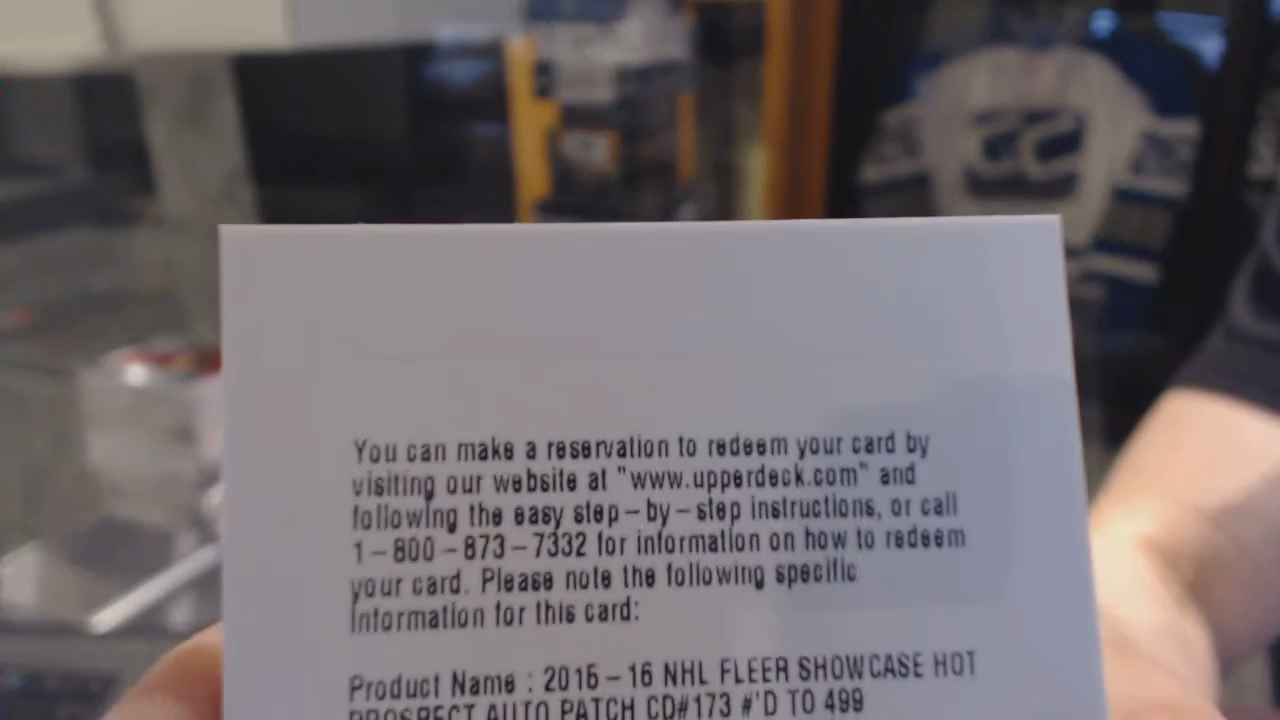 You can make a reservation to redeem your card by
visiting our website at "www.upperdeck.com" and
following the easy step-by-step instructions, or call
1-800-873-7332 for information on how to redeem
your card. Please note the following specific
information for this card:
Product Name : 2015-16 NHL FLEER SHOWCASE HOT
PROSPECT AUTO PATCH CD#173 #'D TO 499